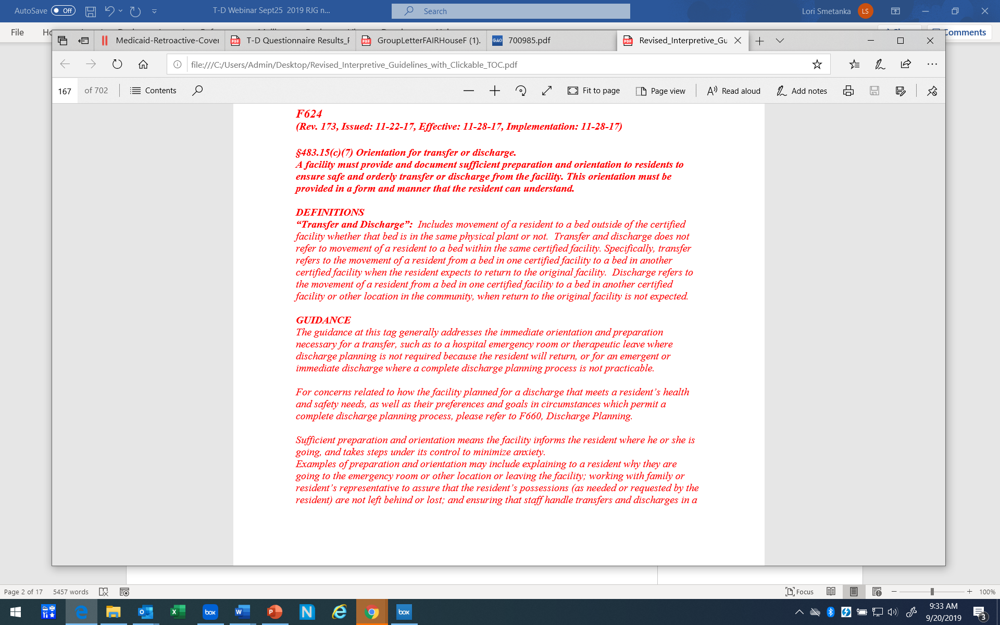 AutoSave Off T-D Webinar Sept25 2019 RJG n... Search Lori Smetanka LS
File
Comments
Medicaid-Retroactive-Cover T-D Questionnaire Results_F GroupLetterFAIRHouseF (1). GAO 700985.pdf Revised_Interpretive_Gu
file:///C:/Users/Admin/Desktop/Revised_Interpretive_Guidelines_with_Clickable_TOC.pdf
167 of 702 Contents Fit to page Page view Read aloud Add notes
F624
(Rev. 173, Issued: 11-22-17, Effective: 11-28-17, Implementation: 11-28-17)
§483.15(c)(7) Orientation for transfer or discharge.
A facility must provide and document sufficient preparation and orientation to residents to
ensure safe and orderly transfer or discharge from the facility. This orientation must be
provided in a form and manner that the resident can understand.
DEFINITIONS
“Transfer and Discharge”: Includes movement of a resident to a bed outside of the certified
facility whether that bed is in the same physical plant or not. Transfer and discharge does not
refer to movement of a resident to a bed within the same certified facility. Specifically, transfer
refers to the movement of a resident from a bed in one certified facility to a bed in another
certified facility when the resident expects to return to the original facility. Discharge refers to
the movement of a resident from a bed in one certified facility to a bed in another certified
facility or other location in the community, when return to the original facility is not expected.
GUIDANCE
The guidance at this tag generally addresses the immediate orientation and preparation
necessary for a transfer, such as to a hospital emergency room or therapeutic leave where
discharge planning is not required because the resident will return, or for an emergent or
immediate discharge where a complete discharge planning process is not practicable.
For concerns related to how the facility planned for a discharge that meets a resident’s health
and safety needs, as well as their preferences and goals in circumstances which permit a
complete discharge planning process, please refer to F660, Discharge Planning.
Sufficient preparation and orientation means the facility informs the resident where he or she is
going, and takes steps under its control to minimize anxiety.
Examples of preparation and orientation may include explaining to a resident why they are
going to the emergency room or other location or leaving the facility; working with family or
resident’s representative to assure that the resident’s possessions (as needed or requested by the
resident) are not left behind or lost; and ensuring that staff handle transfers and discharges in a
Page 2 of 17 5457 words Focus 100%
box box
9:33 AM
9/20/2019 3